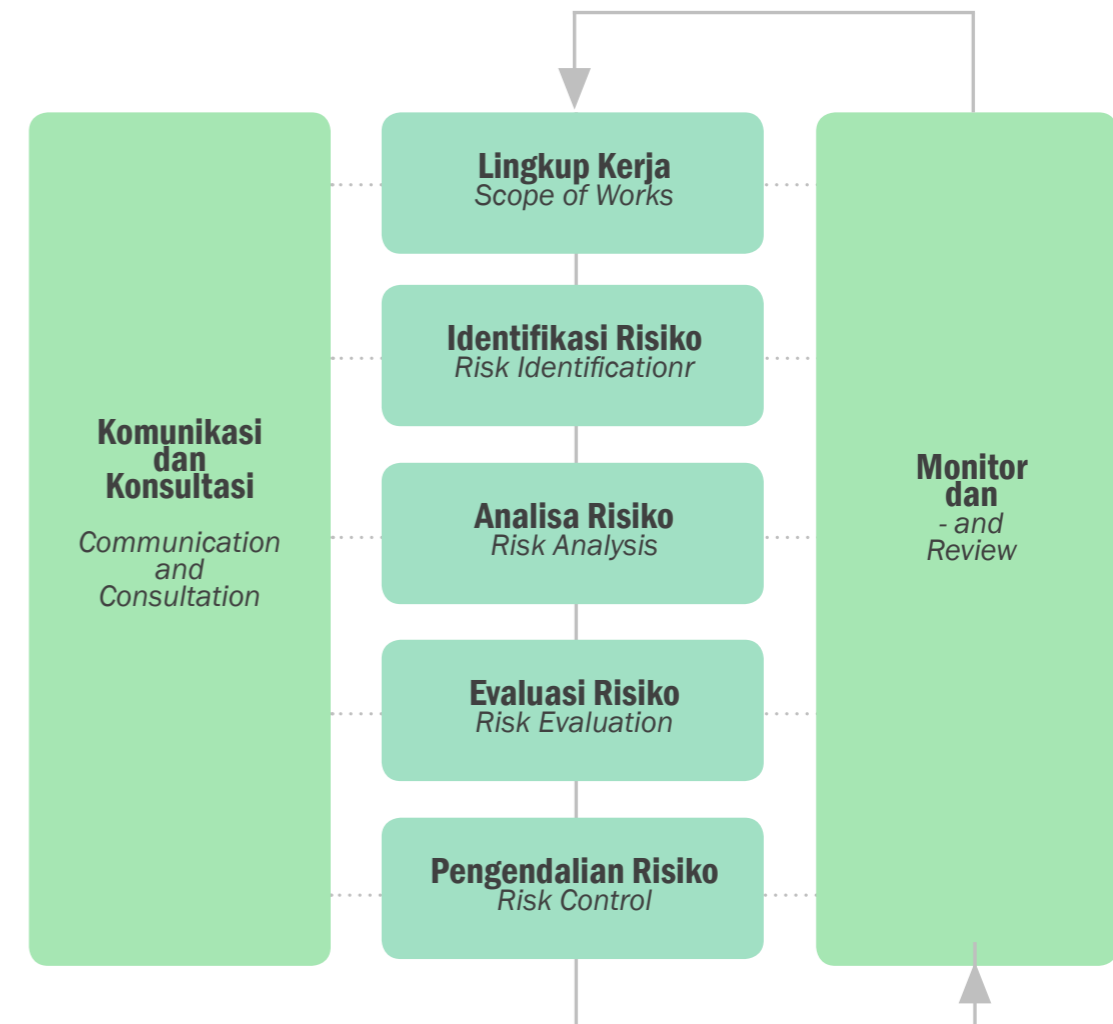 Komunikasi
dan
Konsultasi
Communication
and
Consultation
Lingkup Kerja
Scope of Works
Identifikasi Risiko
Risk Identificationr
Analisa Risiko
Risk Analysis
Evaluasi Risiko
Risk Evaluation
Pengendalian Risiko
Risk Control
Monitor
dan
- and
Review